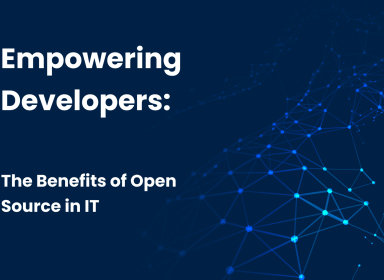 Empowering
Developers:
The Benefits of Open
Source in IT